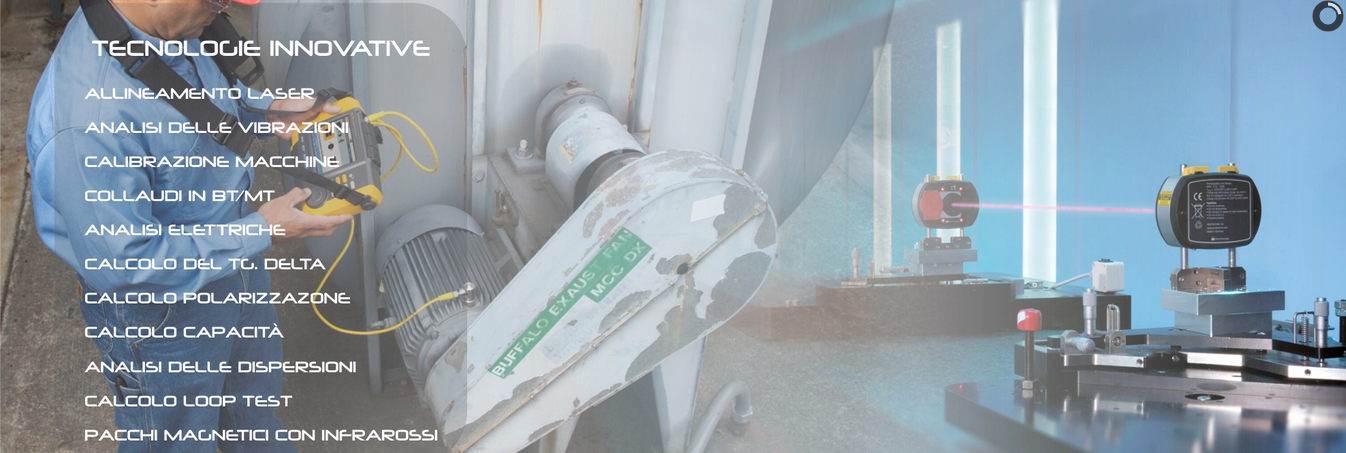 TECNOLOGIE INNOVATIVE
ALLINEAMENTO LASER
ANALISI DELLE VIBRAZIONI
CALIBRAZIONE MACCHINE
COLLAUDI IN BT/MT
ANALISI ELETTRICHE
CALCOLO DEL TG. DELTA
CALCOLO POLARIZZAZONE
CALCOLO CAPACITÀ
ANALISI DELLE DISPERSIONI
CALCOLO LOOP TEST
PACCHI MAGNETICI CON INFRAROSSI
BUFFALO EXAUST FAN
MCC DX
CE